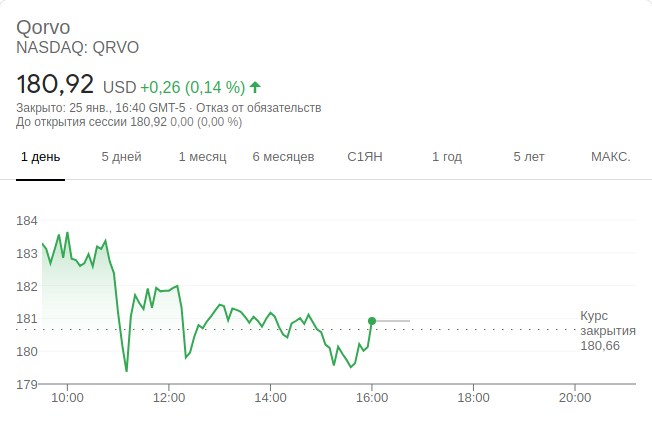 Qorvo
NASDAQ: QRVO
180,92 USD +0,26 (0,14 %)
Закрыто: 25 янв., 16:40 GMT-5 · Отказ от обязательств
До открытия сессии 180,92 0,00 (0,00 %)
1 день 5 дней 1 месяц 6 месяцев С1ЯН 1 год 5 лет МАКС.
184
183
182
181
180
179
Курс
закрытия
180,66
10:00 12:00 14:00 16:00 18:00 20:00